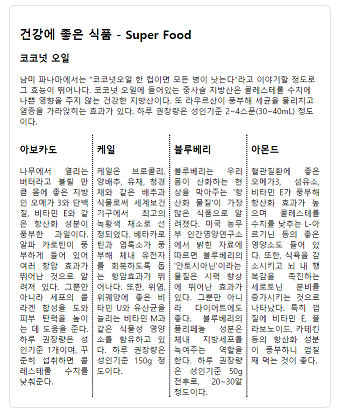 건강에 좋은 식품 - Super Food
코코넛 오일
남미 파나마에서는 "코코넛오일 한 컵이면 모든 병이 낫는다"라고 이야기할 정도로
그 효능이 뛰어나다. 코코넛 오일에 들어있는 중사슬 지방산은 콜레스테롤 수치에
나쁜 영향을 주지 않는 건강한 지방산이다. 또 라우르산이 풍부해 세균을 물리치고
염증을 가라앉히는 효과가 있다. 하루 권장량은 성인기준 2~4스푼(30~40mL) 정도
이다.
아보카도
나무에서 열리는
버터라고 불릴 만
큼 몸에 좋은 지방
인 오메가 3와 단백
질, 비타민 E와 같
은 항산화 성분이
풍부한 과일이다.
알파 카로틴이 풍
부하게 들어 있어
여러 항암 효과가
뛰어난 것으로 알
려져 있다. 그뿐만
아니라 세포의 콜
라겐 합성을 도와
피부 탄력을 높이
는 데 도움을 준다.
하루 권장량은 성
인기준 1개이며, 꾸
준히 섭취하면 콜
레스테롤 수치를
낮춰준다.
케일
케일은 브로콜리,
양배추, 유채, 청경
채와 같은 배추과
식물로서 세계보건
기구에서 최고의
녹황색 채소로 선
정되었다. 베타카로
틴과 엽록소가 풍
부해 체내 유전자
를 회복하도록 돕
는 항암효과가 뛰
어나다. 또한, 위염,
위궤양에 좋은 비
타민 U와 유산균을
늘리는 비타민 M과
같은 식물성 영양
소를 함유하고 있
다. 하루 권장량은
성인기준 150g 정
도이다.
블루베리
블루베리는 우리
몸이 산화하는 현
상을 막아주는 '항산
화 물질'이 가장
많은 식품으로 알
려졌다. 미국 농무
부 인간영양연구소
에서 밝힌 자료에
따르면 블루베리의
'안토시아닌'이라는
물질은 시력 향상
에 뛰어난 효과가
있다. 그뿐만 아니
라 다이어트에도
좋다. 블루베리의
폴리페놀 성분은
체내 지방세포를
녹여주는 역할을
한다. 하루 권장량
은 성인기준 50g
전후로, 20~30알
정도이다.
아몬드
혈관질환에 좋은
오메가3, 섬유소,
비타민 E가 풍부해
항산화 효과가 높
으며 콜레스테롤
수치를 낮추는 L-아
르기닌 등의 좋은
영양소도 들어 있
다. 또한, 식욕을 감
소시키고 뇌 내 행
복감을 촉진하는
세로토닌 분비를
증가시키는 것으로
나타났다. 특히 껍
질에 비타민 E, 플
라보노이드, 카테킨
등의 항산화 성분
이 풍부하니 껍질
째 먹는 것이 좋다.